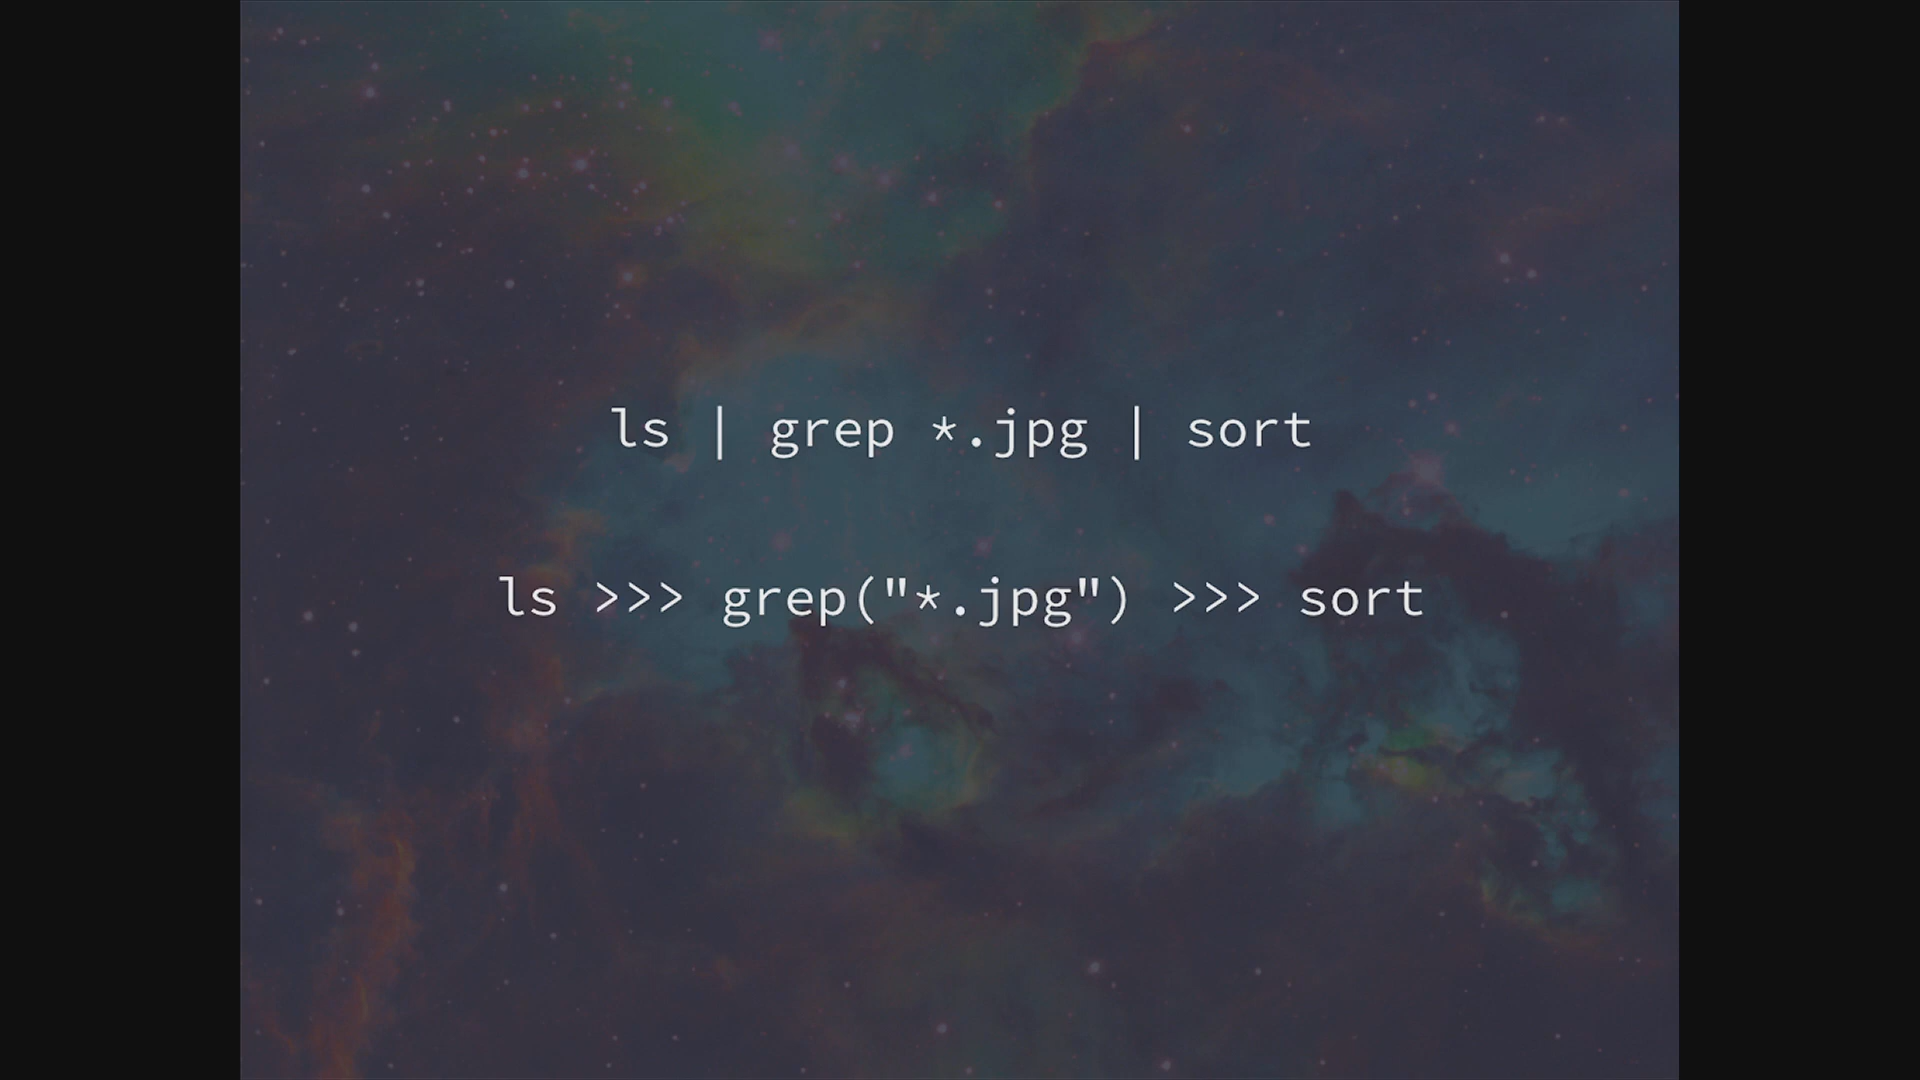 ls | grep *.jpg | sort
ls >>> grep("*.jpg") >>> sort